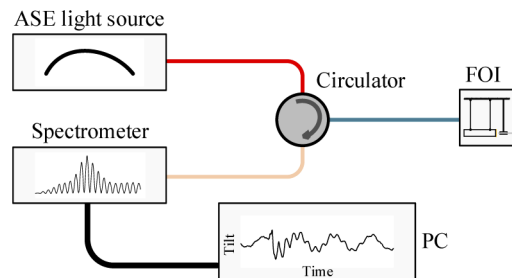 ASE light source
Circulator
FOI
Spectrometer
Tilt
Time
PC